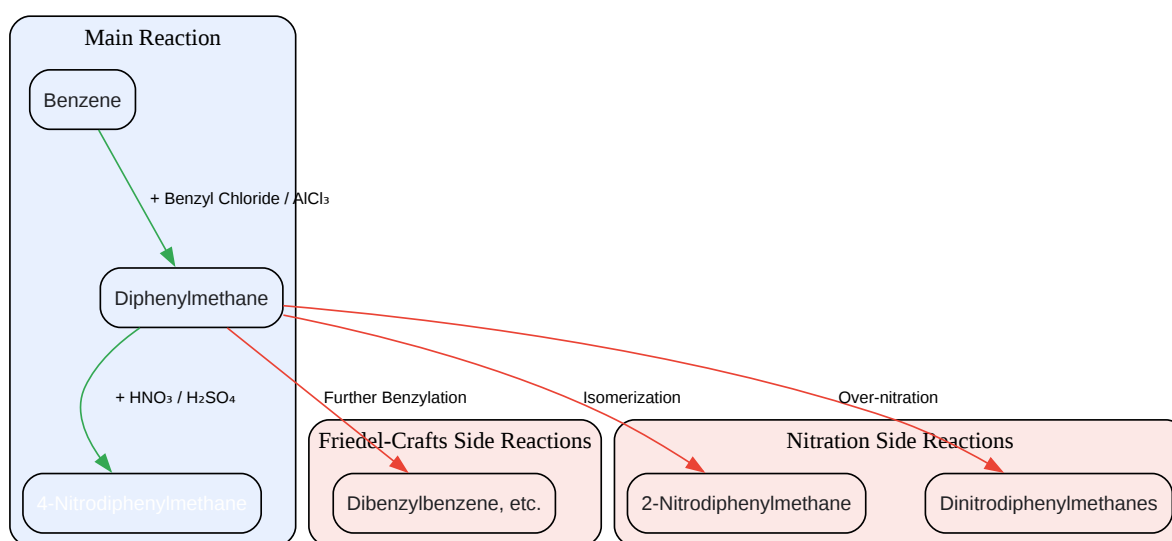 Main Reaction
Benzene
+ Benzyl Chloride / AlCl₃
Diphenylmethane
+ HNO₃ / H₂SO₄
Further Benzylation
Isomerization
Over-nitration
Friedel-Crafts Side Reactions
Nitration Side Reactions
4-Nitrodiphenylmethane
Dibenzylbenzene, etc.
2-Nitrodiphenylmethane
Dinitrodiphenylmethanes